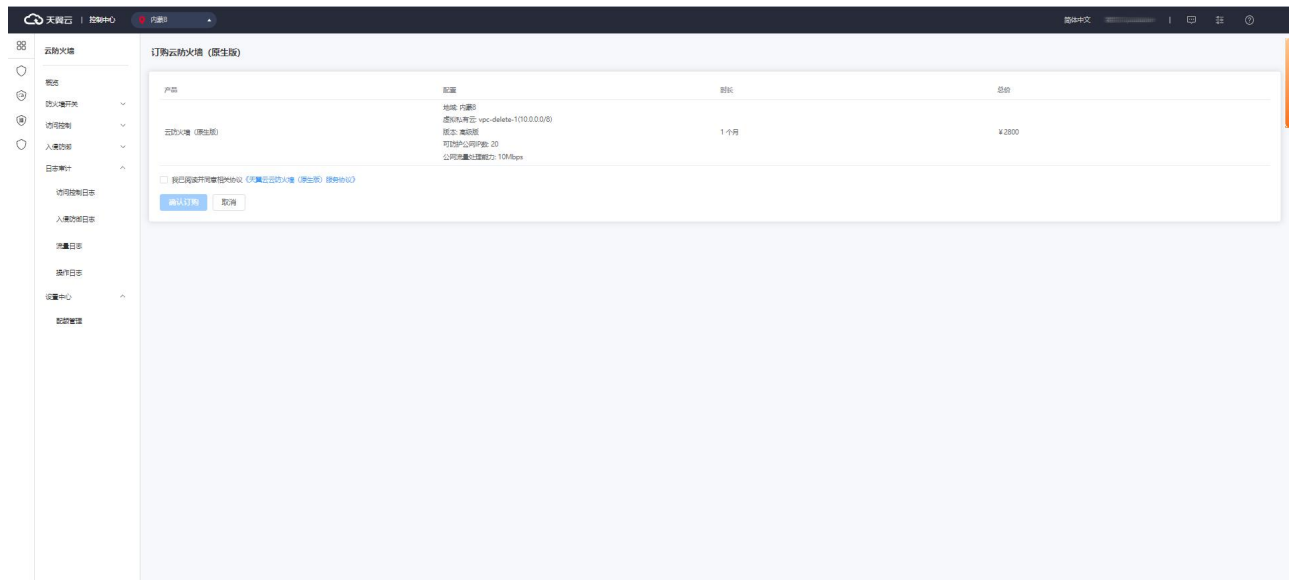 天翼云 | 控制中心 内蒙8 简体中文
云防火墙
概览
防火墙开关
访问控制
入侵防御
日志审计
访问控制日志
入侵防御日志
流量日志
操作日志
设置中心
配额管理
订购云防火墙（原生版）
产品 配置 时长 总价
云防火墙（原生版）
地域: 内蒙8
虚拟私有云: vpc-delete-1(10.0.0.0/8)
版本: 高级版
可防护公网IP数: 20
公网流量处理能力: 10Mbps
1 个月
¥2800
我已阅读并同意相关协议《天翼云云防火墙（原生版）服务协议》
确认订购 取消